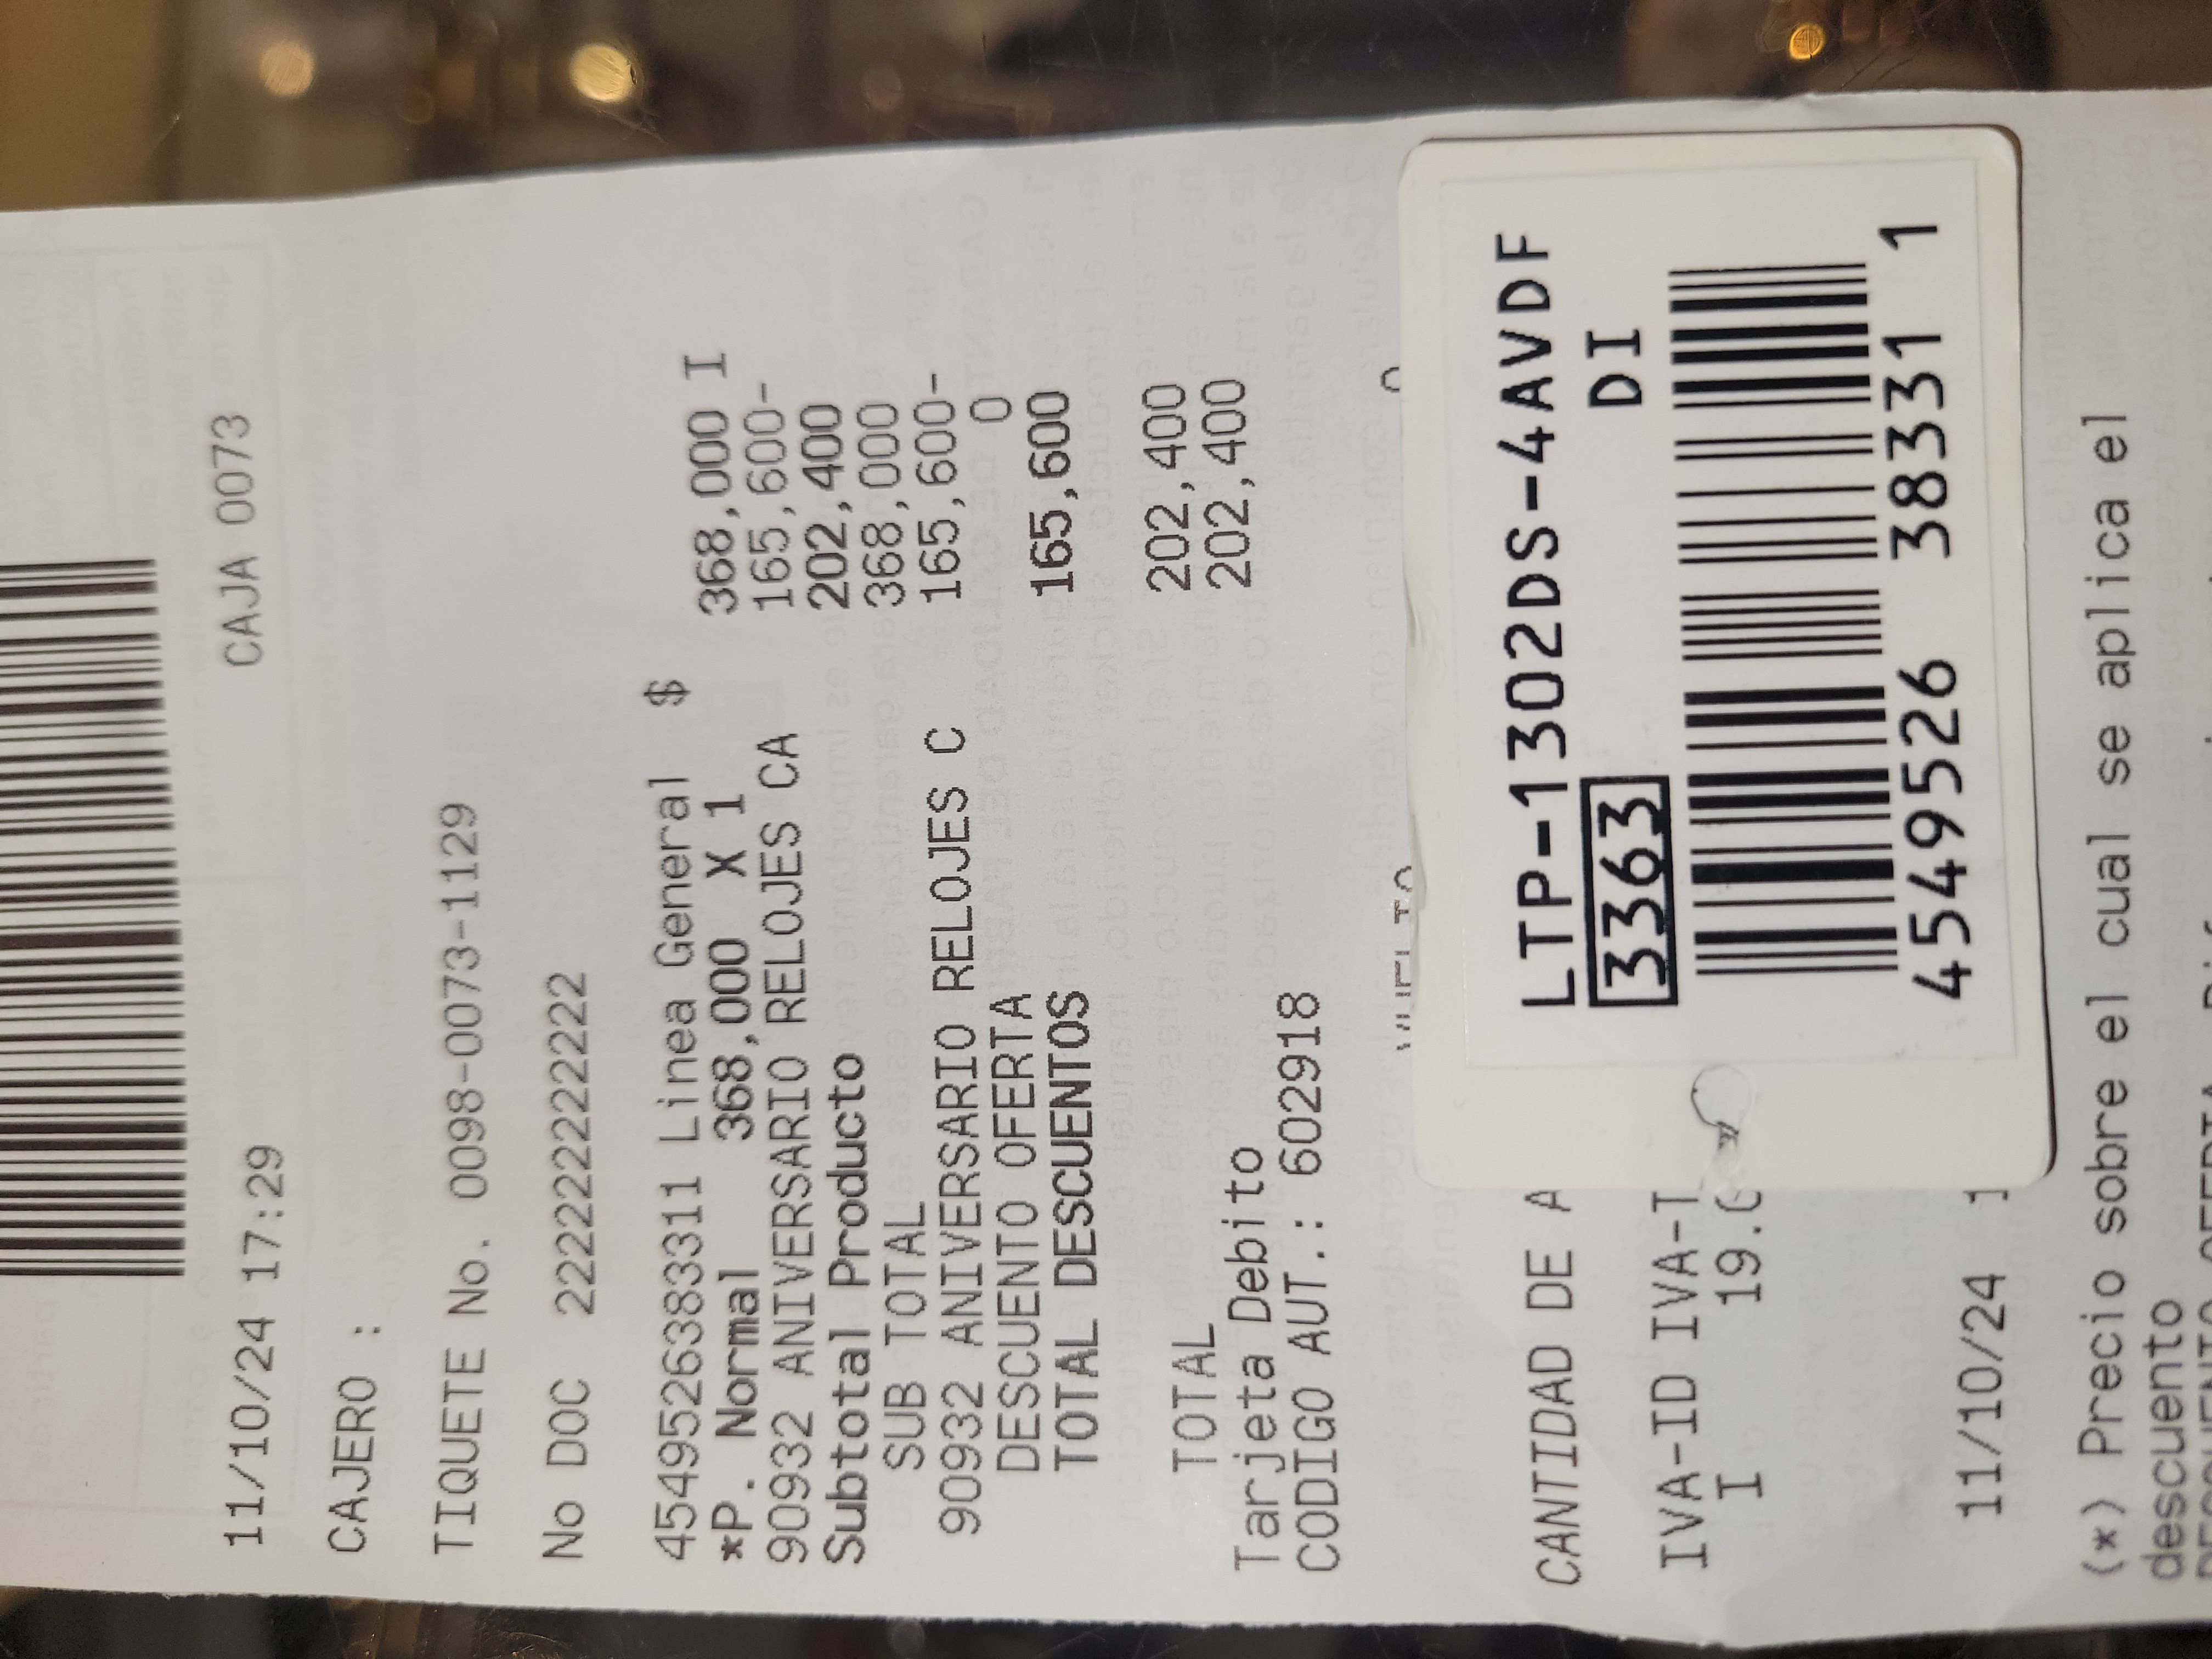 CAJA 0073
11/10/24 17:29
CAJERO :
TIQUETE No. 0098-0073-1129
No DOC 222222222222
4549526383311 Linea General $
*P. Normal 368,000 X 1 368,000 I
90932 ANIVERSARIO RELOJES CA 165,600-
Subtotal Producto 202,400
SUB TOTAL 368,000
90932 ANIVERSARIO RELOJES C 165,600-
DESCUENTO OFERTA 0
TOTAL DESCUENTOS 165,600
TOTAL 202,400
Tarjeta Debito 202,400
CODIGO AUT.: 602918
LTP-1302DS-4AVDF
3363 DI
4549526 38331 1
CANTIDAD DE A
IVA-ID IVA-T
I 19.
11/10/24 1
(*) Precio sobre el cual se aplica el
descuento